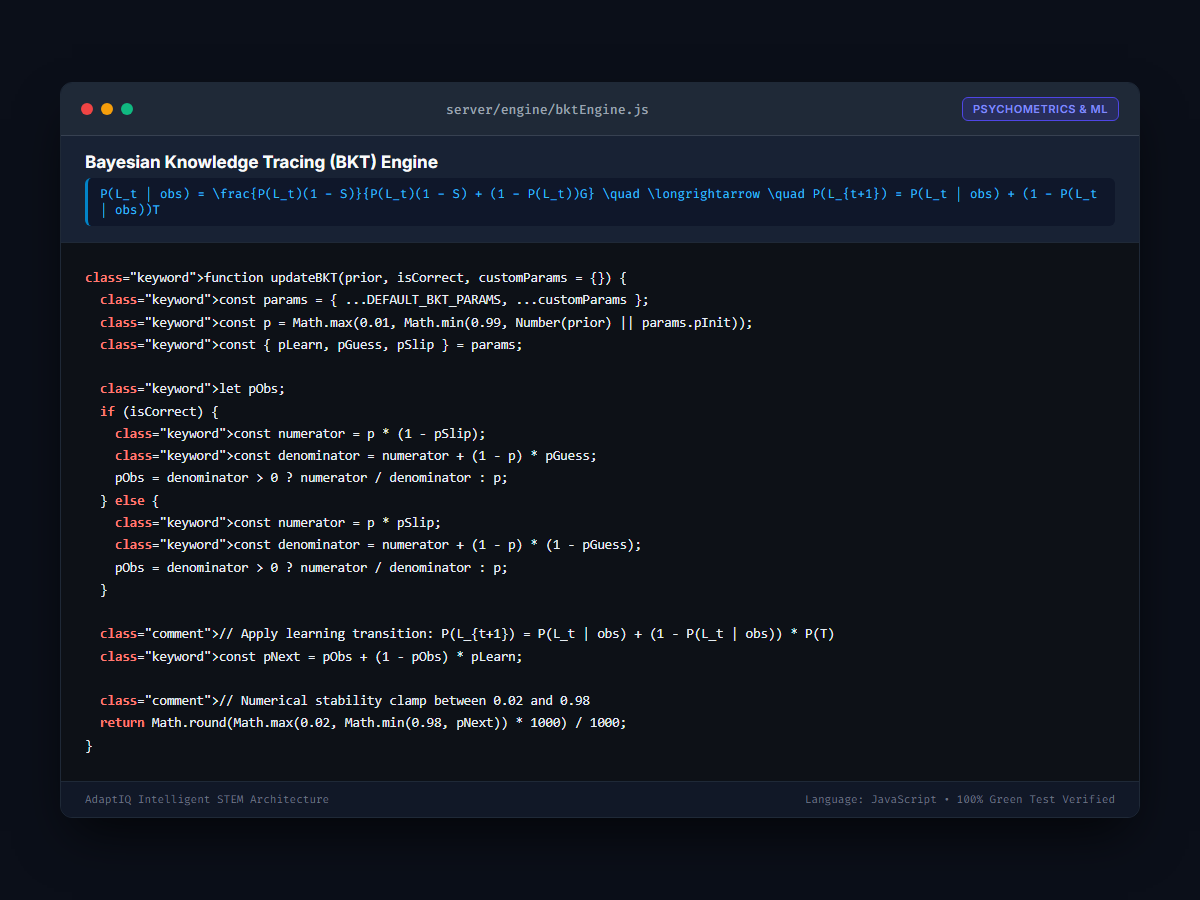 server/engine/bktEngine.js
PSYCHOMETRICS & ML
Bayesian Knowledge Tracing (BKT) Engine
P(L_t | obs) = \frac{P(L_t)(1 - S)}{P(L_t)(1 - S) + (1 - P(L_t))G} \quad \longrightarrow \quad P(L_{t+1}) = P(L_t | obs) + (1 - P(L_t
| obs))T
class="keyword">function updateBKT(prior, isCorrect, customParams = {}) {
  class="keyword">const params = { ...DEFAULT_BKT_PARAMS, ...customParams };
  class="keyword">const p = Math.max(0.01, Math.min(0.99, Number(prior) || params.pInit));
  class="keyword">const { pLearn, pGuess, pSlip } = params;
  class="keyword">let pObs;
  if (isCorrect) {
    class="keyword">const numerator = p * (1 - pSlip);
    class="keyword">const denominator = numerator + (1 - p) * pGuess;
    pObs = denominator > 0 ? numerator / denominator : p;
  } else {
    class="keyword">const numerator = p * pSlip;
    class="keyword">const denominator = numerator + (1 - p) * (1 - pGuess);
    pObs = denominator > 0 ? numerator / denominator : p;
  }
  class="comment">// Apply learning transition: P(L_{t+1}) = P(L_t | obs) + (1 - P(L_t | obs)) * P(T)
  class="keyword">const pNext = pObs + (1 - pObs) * pLearn;
  class="comment">// Numerical stability clamp between 0.02 and 0.98
  return Math.round(Math.max(0.02, Math.min(0.98, pNext)) * 1000) / 1000;
}
AdaptIQ Intelligent STEM Architecture
Language: JavaScript • 100% Green Test Verified